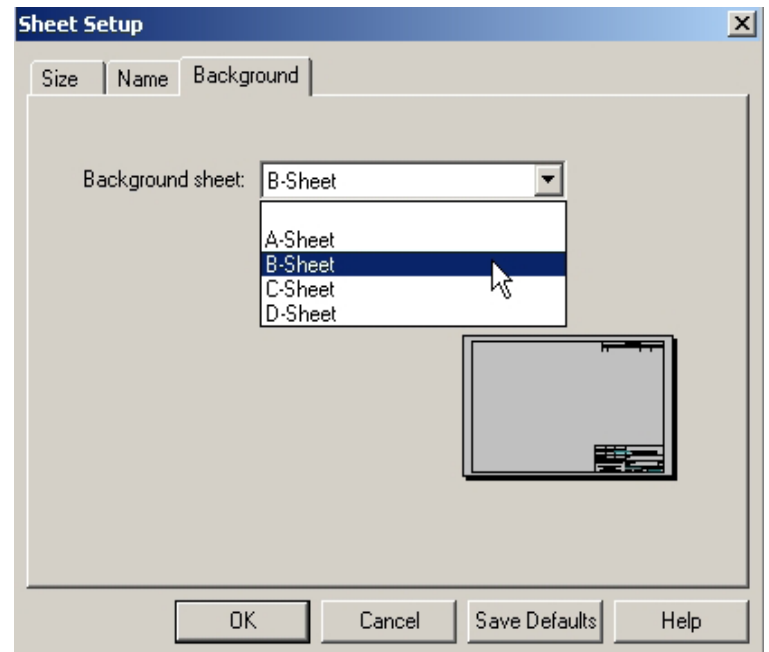 Sheet Setup
Size Name Background
Background sheet: B-Sheet
A-Sheet
B-Sheet
C-Sheet
D-Sheet
OK Cancel Save Defaults Help